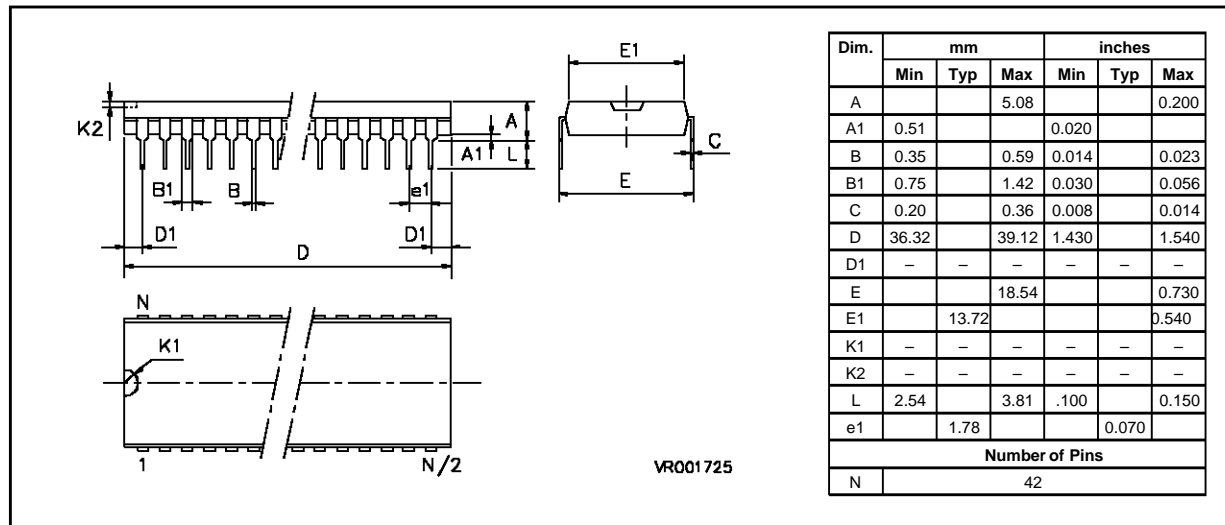 E1
K2
A
A1
L
C
B1
B
e1
E
D1
D1
D
N
K1
1
N/2
VR001725
Dim. mm inches
Min Typ Max Min Typ Max
A 5.08 0.200
A1 0.51 0.020
B 0.35 0.59 0.014 0.023
B1 0.75 1.42 0.030 0.056
C 0.20 0.36 0.008 0.014
D 36.32 39.12 1.430 1.540
D1 – – – – – –
E 18.54 0.730
E1 13.72 0.540
K1 – – – – – –
K2 – – – – – –
L 2.54 3.81 .100 0.150
e1 1.78 0.070
Number of Pins
N 42